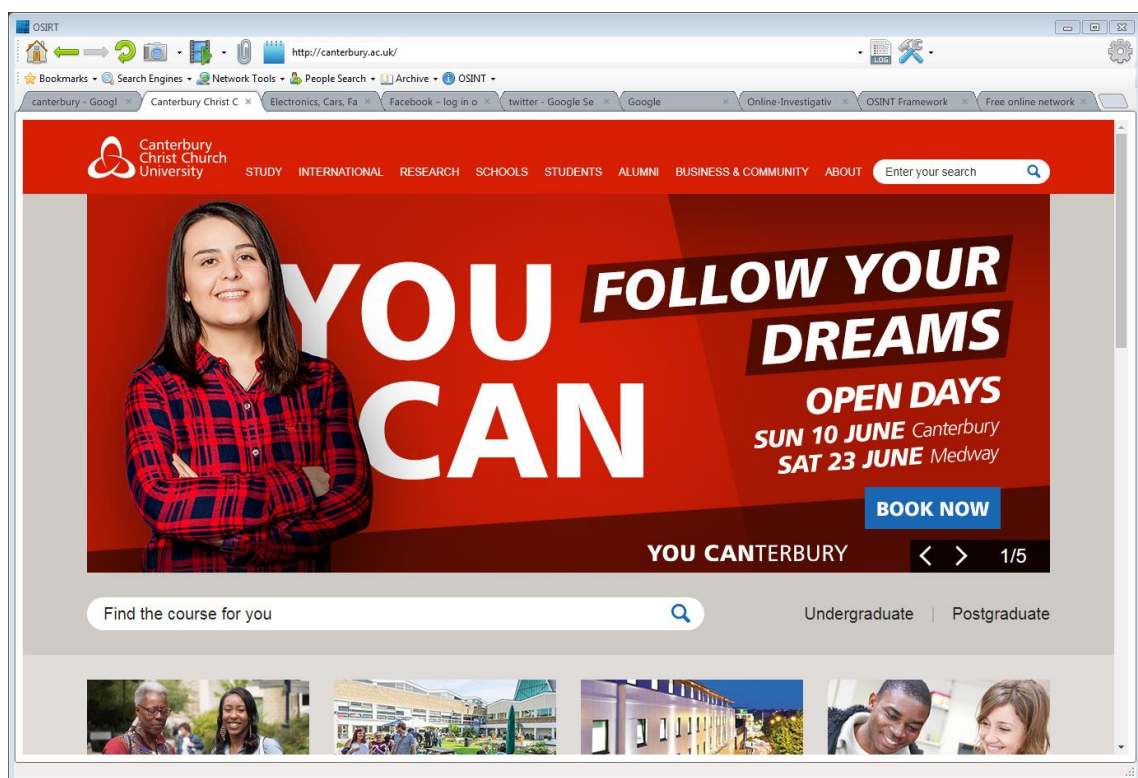 OSIRT
http://canterbury.ac.uk/
LOG
Bookmarks Search Engines Network Tools People Search Archive OSINT
canterbury - Googl Canterbury Christ C Electronics, Cars, Fa Facebook – log in o twitter - Google Se Google Online-Investigativ OSINT Framework Free online network
Canterbury
Christ Church
University
STUDY INTERNATIONAL RESEARCH SCHOOLS STUDENTS ALUMNI BUSINESS & COMMUNITY ABOUT Enter your search
YOU
CAN
FOLLOW YOUR
DREAMS
OPEN DAYS
SUN 10 JUNE Canterbury
SAT 23 JUNE Medway
BOOK NOW
YOU CANTERBURY
1/5
Find the course for you
Undergraduate | Postgraduate